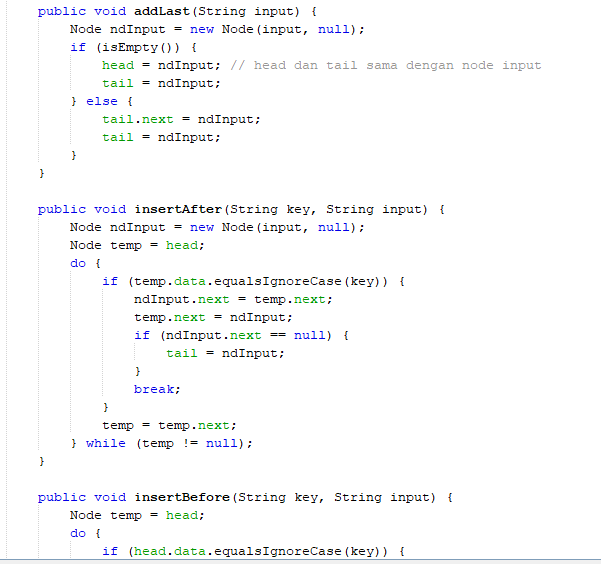 public void addLast(String input) {
    Node ndInput = new Node(input, null);
    if (isEmpty()) {
        head = ndInput; // head dan tail sama dengan node input
        tail = ndInput;
    } else {
        tail.next = ndInput;
        tail = ndInput;
    }
}

public void insertAfter(String key, String input) {
    Node ndInput = new Node(input, null);
    Node temp = head;
    do {
        if (temp.data.equalsIgnoreCase(key)) {
            ndInput.next = temp.next;
            temp.next = ndInput;
            if (ndInput.next == null) {
                tail = ndInput;
            }
            break;
        }
        temp = temp.next;
    } while (temp != null);
}

public void insertBefore(String key, String input) {
    Node temp = head;
    do {
        if (head.data.equalsIgnoreCase(key)) {